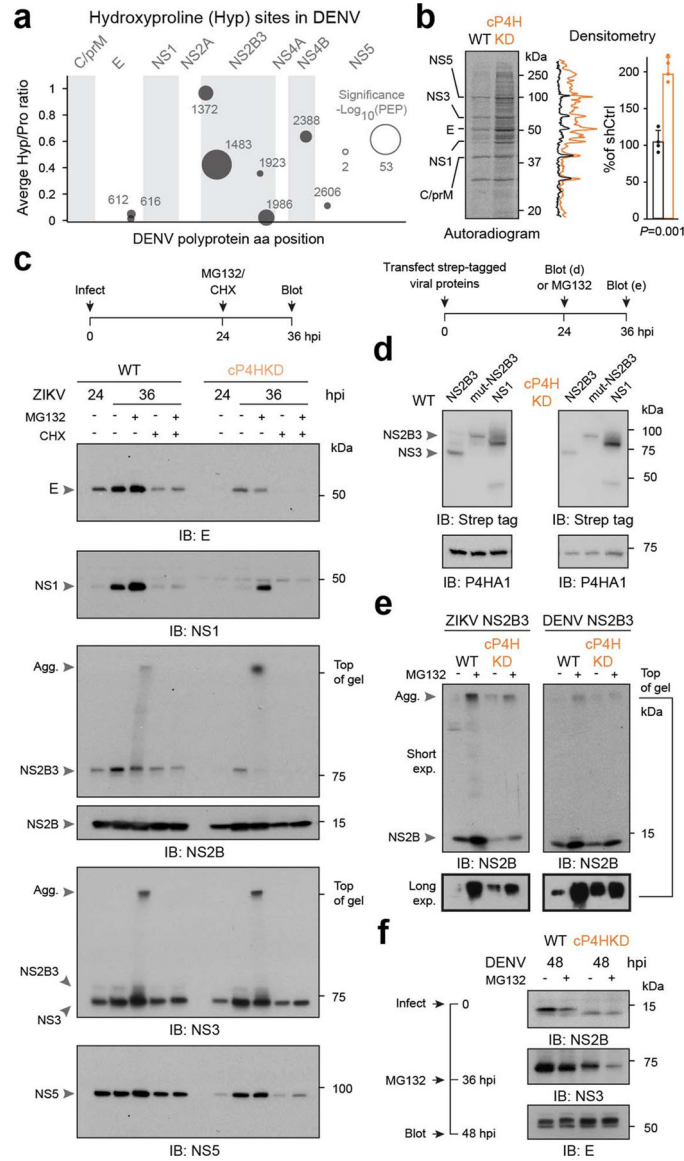 a
Hydroxyproline (Hyp) sites in DENV
C/prM
E
NS1
NS2A
NS2B3
NS4A
NS4B
NS5
Averge Hyp/Pro ratio
1
0.8
0.6
0.4
0.2
0
1372
1483
1923
1986
2388
2606
612
616
Significance
-Log10(PEP)
2
53
DENV polyprotein aa position
b
WT
cP4H
KD
kDa
NS5
NS3
E
NS1
C/prM
250
100
50
37
20
Autoradiogram
Densitometry
%of shCtrl
200
100
0
P=0.001
c
MG132/
CHX
Infect
Blot
0
24
36 hpi
WT
cP4HKD
ZIKV 24 36 24 36 hpi
MG132 - - + - + - - + - +
CHX - - - + + - - - + +
kDa
E
50
IB: E
NS1
50
IB: NS1
Agg.
Top
of gel
NS2B3
75
NS2B
15
IB: NS2B
Agg.
Top
of gel
NS2B3
NS3
75
IB: NS3
NS5
100
IB: NS5
Transfect strep-tagged
viral proteins
Blot (d)
or MG132
Blot (e)
0
24
36 hpi
d
WT
NS2B3
mut-NS2B3
NS1
cP4H
KD
NS2B3
mut-NS2B3
NS1
kDa
NS2B3
NS3
100
75
50
IB: Strep tag
IB: Strep tag
75
IB: P4HA1
IB: P4HA1
e
ZIKV NS2B3
DENV NS2B3
WT
cP4H
KD
WT
cP4H
KD
MG132 - + - + - + - +
Top
of gel
Agg.
kDa
Short
exp.
NS2B
15
IB: NS2B
IB: NS2B
Long
exp.
f
WT cP4HKD
DENV 48 48 hpi
MG132 - + - +
kDa
Infect
0
15
IB: NS2B
MG132
36 hpi
75
IB: NS3
Blot
48 hpi
50
IB: E